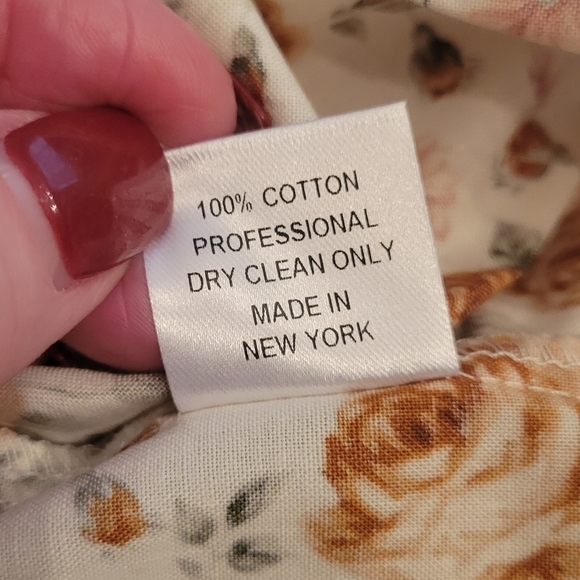 100% COTTON
PROFESSIONAL
DRY CLEAN ONLY
MADE IN
NEW YORK